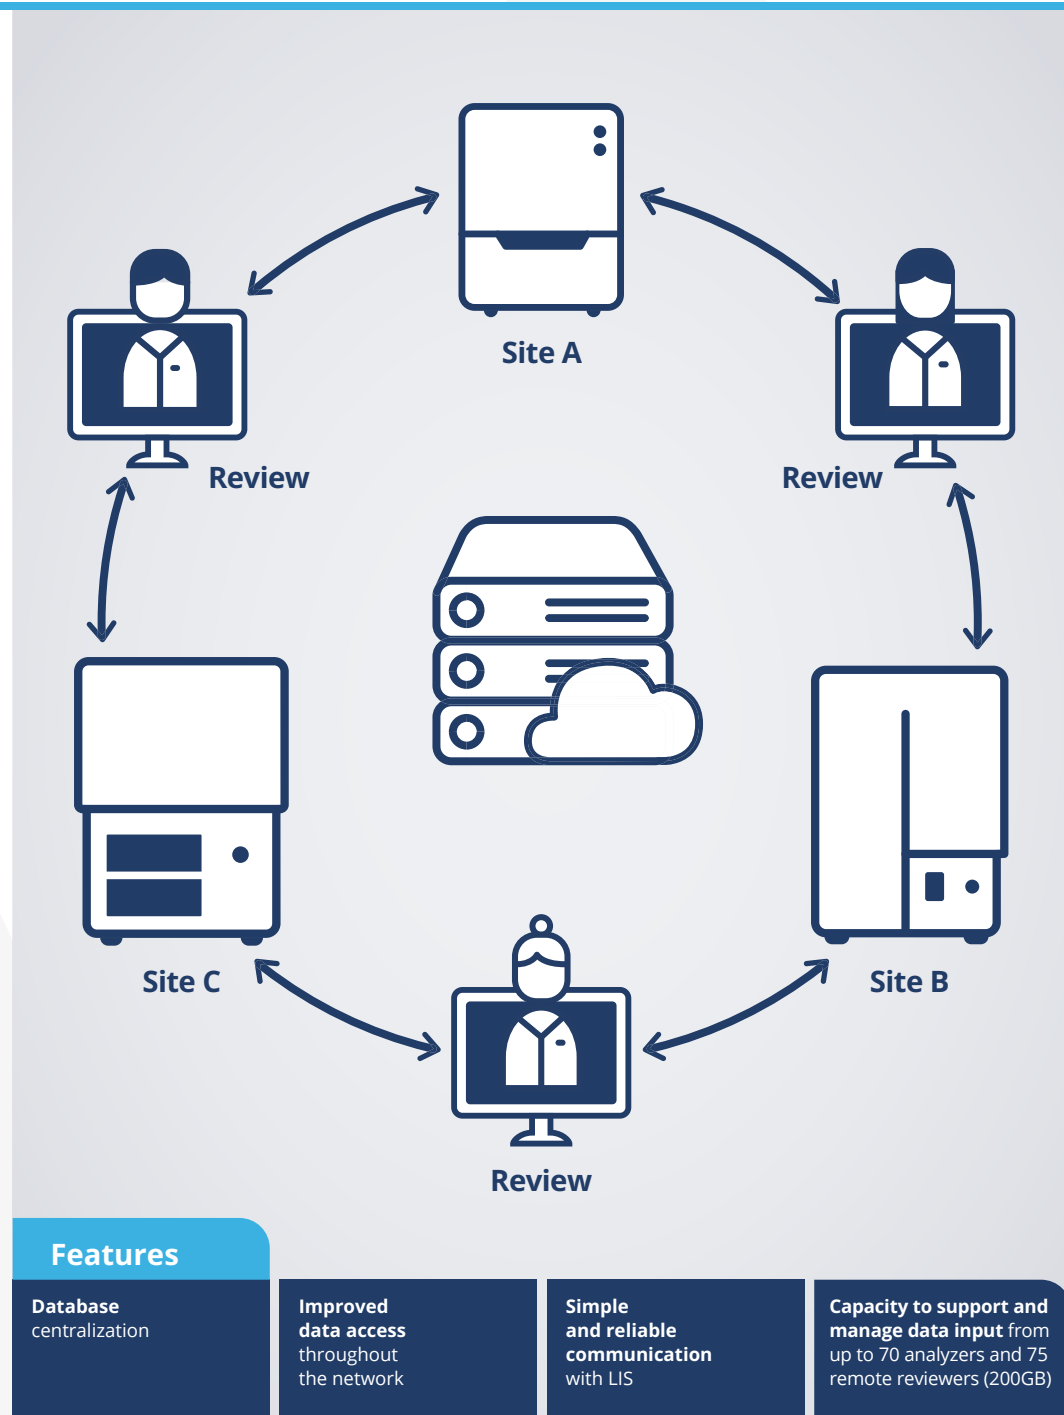 Site A
Review
Review
Site C
Site B
Review
Features
Database
centralization
Improved
data access
throughout
the network
Simple
and reliable
communication
with LIS
Capacity to support and
manage data input from
up to 70 analyzers and 75
remote reviewers (200GB)